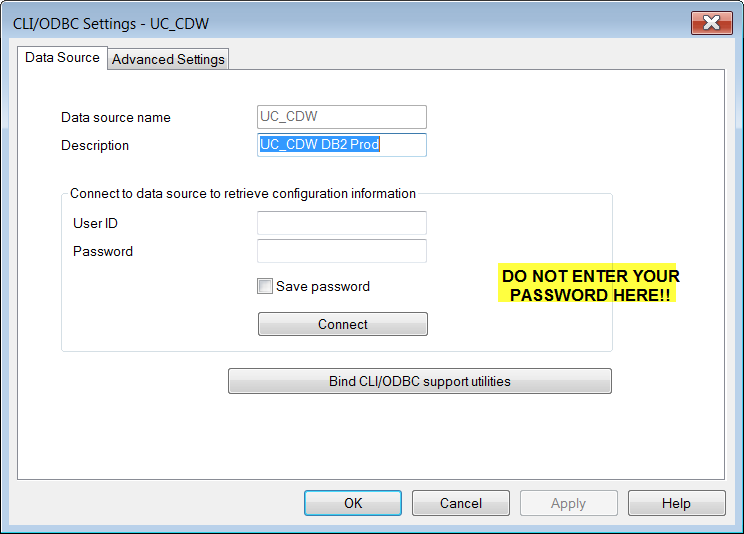 CLI/ODBC Settings - UC_CDW
Data Source
Advanced Settings
Data source name
UC_CDW
Description
UC_CDW DB2 Prod
Connect to data source to retrieve configuration information
User ID
Password
Save password
DO NOT ENTER YOUR
PASSWORD HERE!!
Connect
Bind CLI/ODBC support utilities
OK
Cancel
Apply
Help